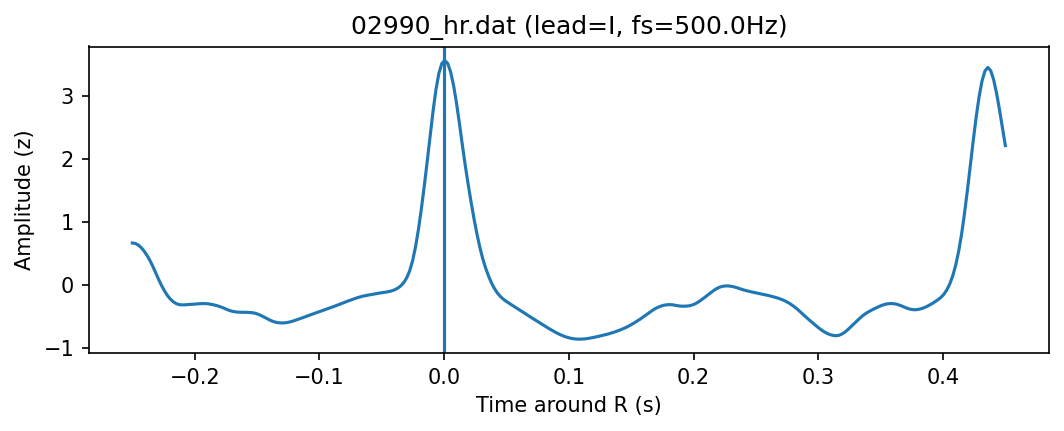 02990_hr.dat (lead=I, fs=500.0Hz)
Amplitude (z)
3
2
1
0
−1
−0.2 −0.1 0.0 0.1 0.2 0.3 0.4
Time around R (s)